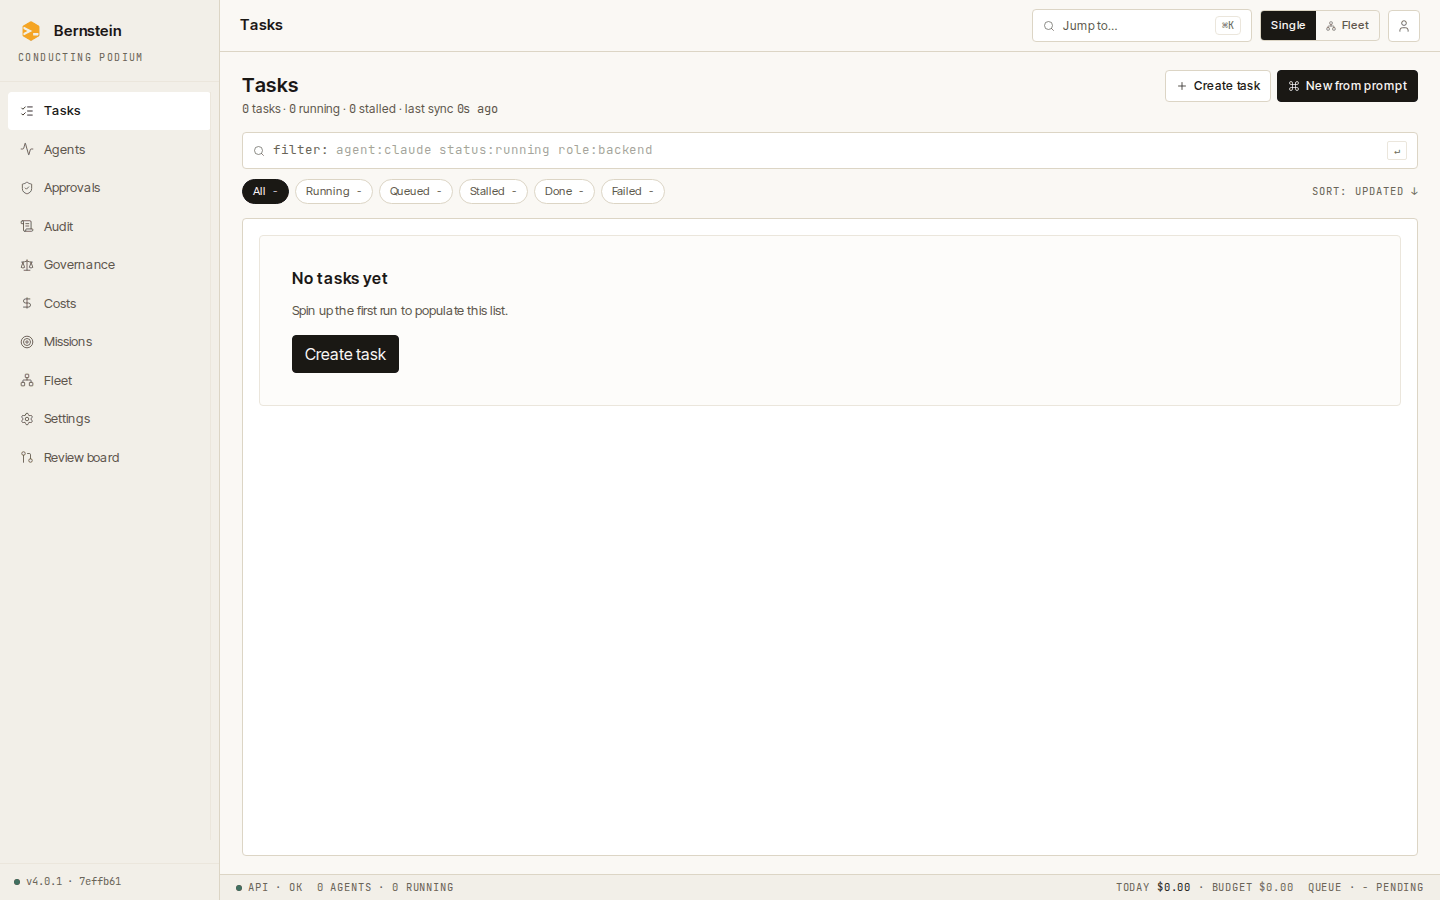 Bernstein
CONDUCTING PODIUM
Tasks
Agents
Approvals
Audit
Governance
Costs
Missions
Fleet
Settings
Review board
v4.0.1 · 7effb61
Tasks
Jump to...
⌘K
Single
Fleet
Tasks
0 tasks · 0 running · 0 stalled · last sync 0s ago
Create task
New from prompt
filter: agent:claude status:running role:backend
↵
All -
Running -
Queued -
Stalled -
Done -
Failed -
SORT: UPDATED ↓
No tasks yet
Spin up the first run to populate this list.
Create task
API · OK 0 AGENTS · 0 RUNNING
TODAY $0.00 · BUDGET $0.00 QUEUE · - PENDING